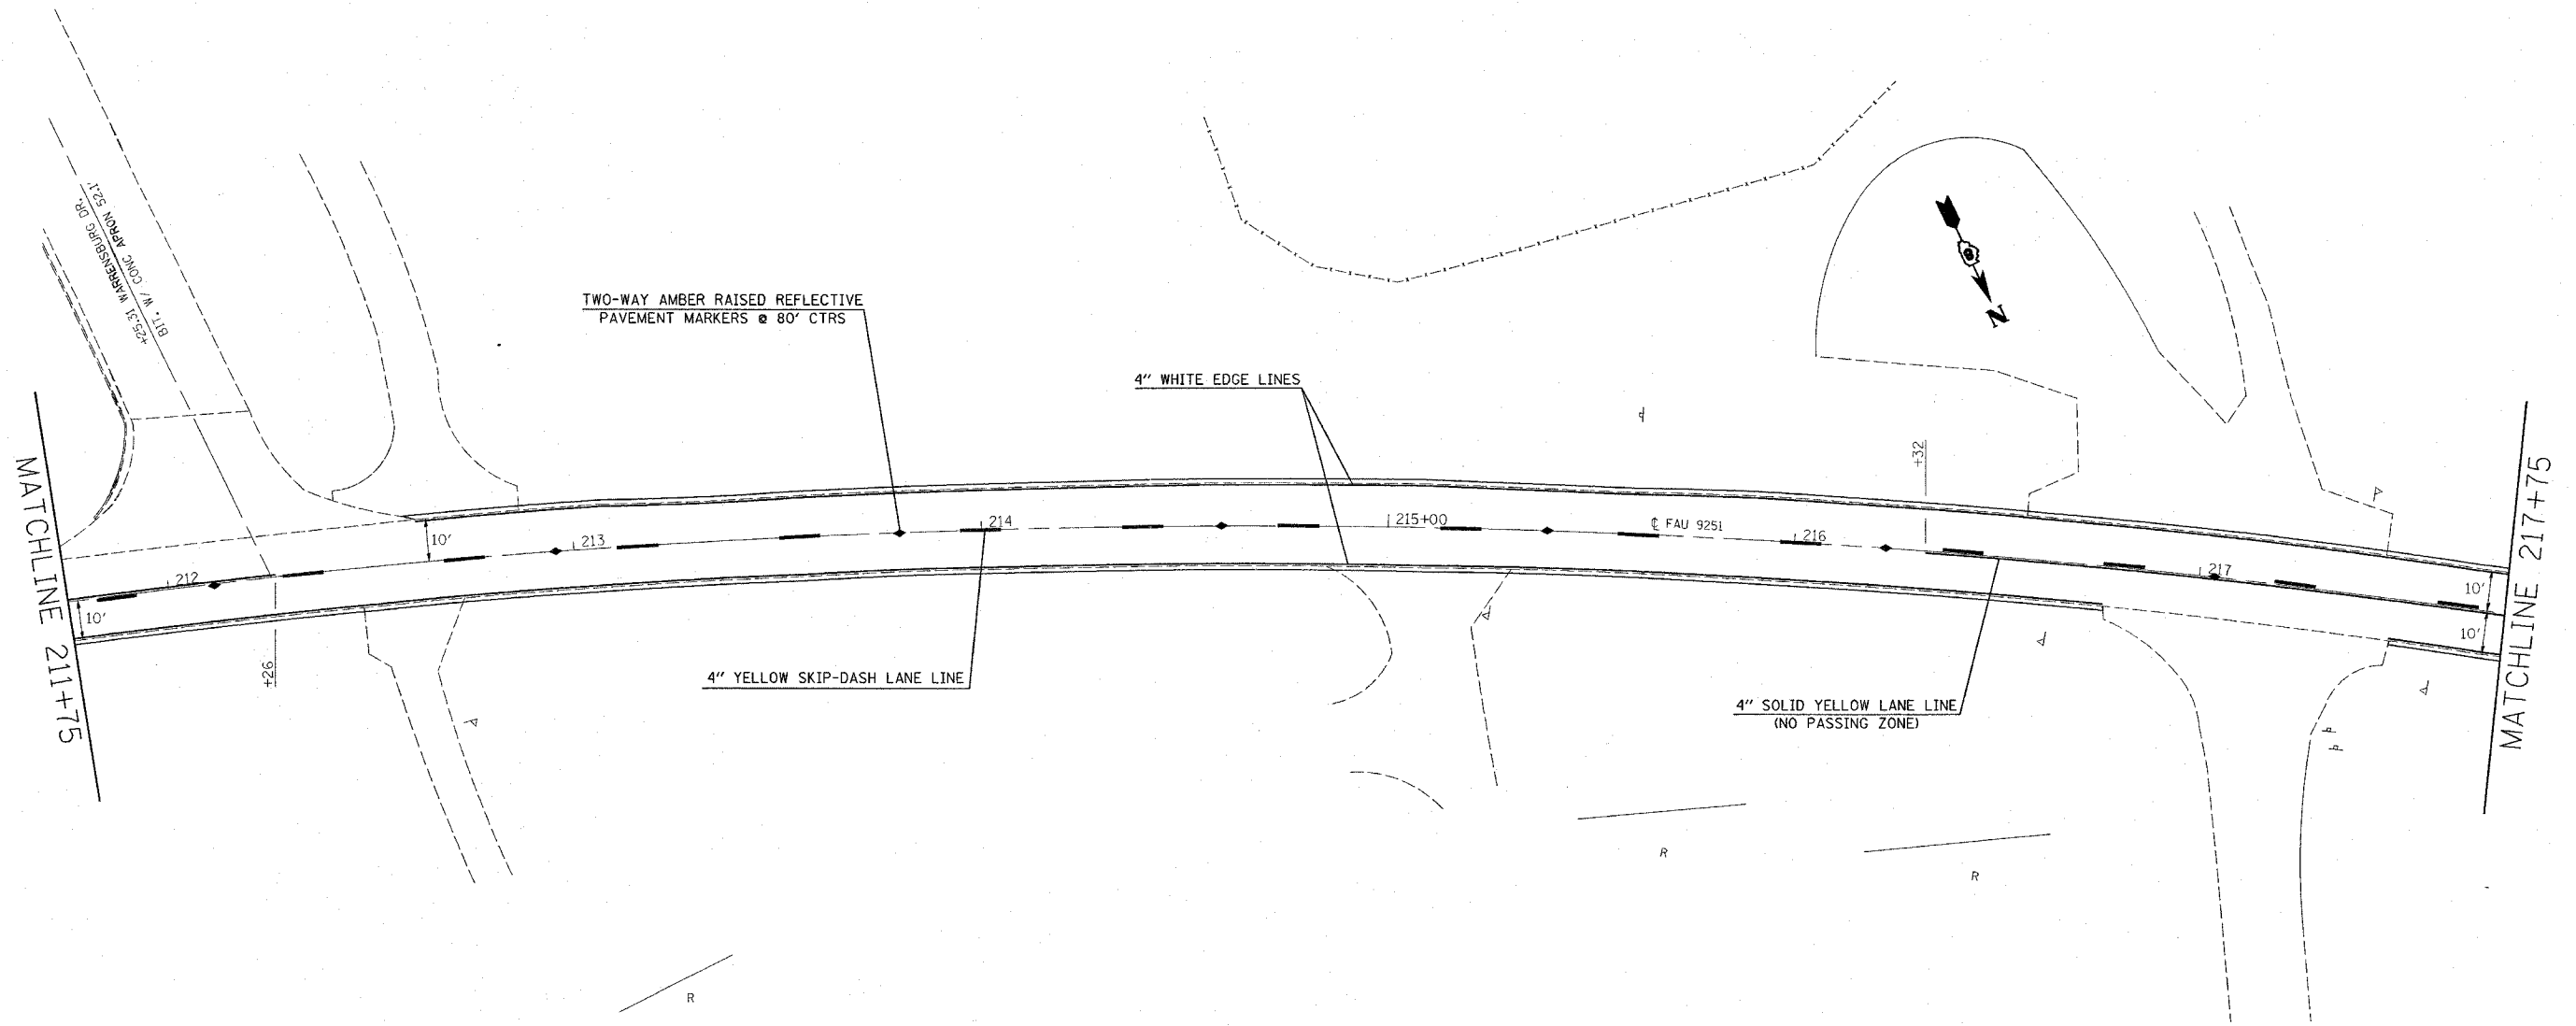 +25.31 WARRENSBURG DR.
BIT. W/ CONC APRON 52.1'
TWO-WAY AMBER RAISED REFLECTIVE
PAVEMENT MARKERS @ 80' CTRS
N
4" WHITE EDGE LINES
MATCHLINE 211+75
MATCHLINE 217+75
+32
212
213
214
215+00
℄ FAU 9251
216
217
10'
10'
10'
10'
+26
4" YELLOW SKIP-DASH LANE LINE
4" SOLID YELLOW LANE LINE
(NO PASSING ZONE)
R
R
R